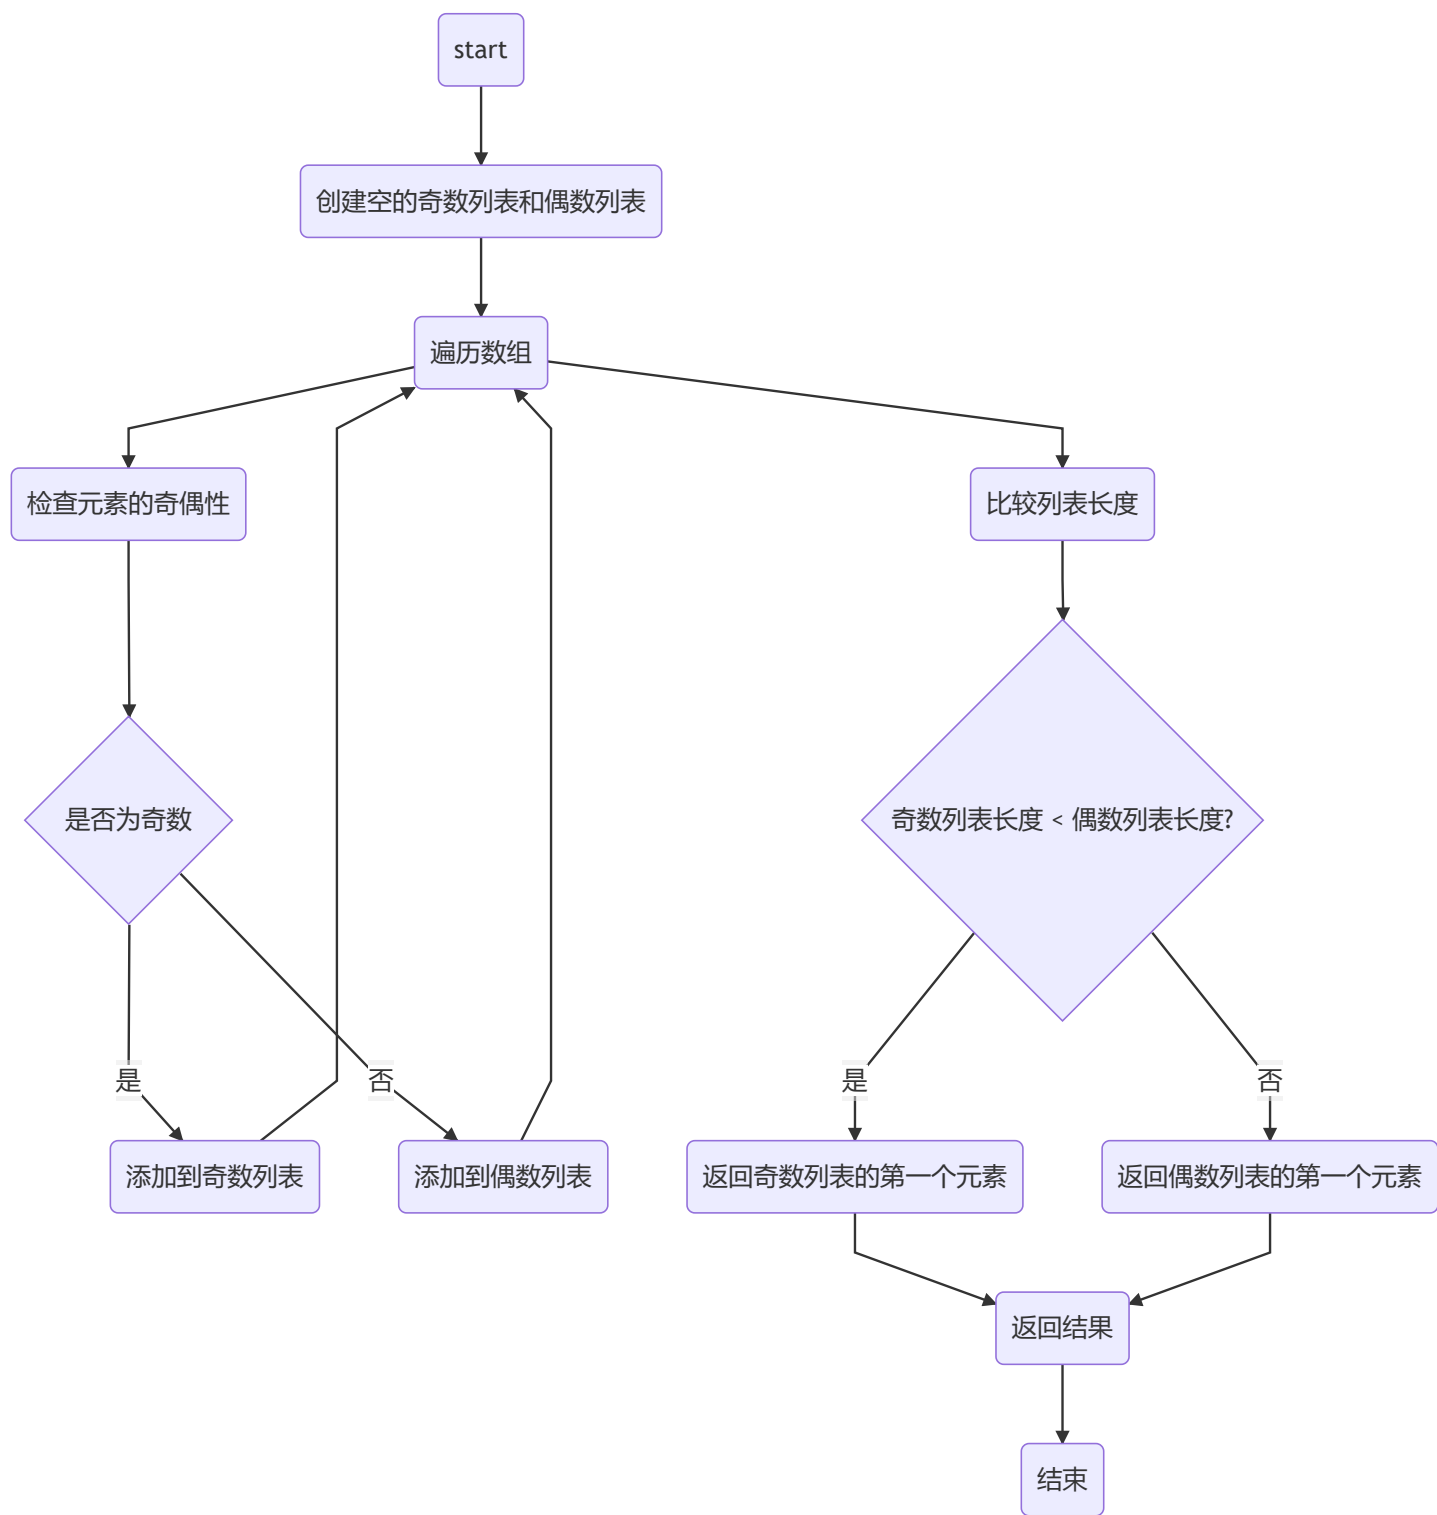 start
创建空的奇数列表和偶数列表
遍历数组
检查元素的奇偶性
比较列表长度
是否为奇数
奇数列表长度 < 偶数列表长度?
是
否
是
否
添加到奇数列表
添加到偶数列表
返回奇数列表的第一个元素
返回偶数列表的第一个元素
返回结果
结束